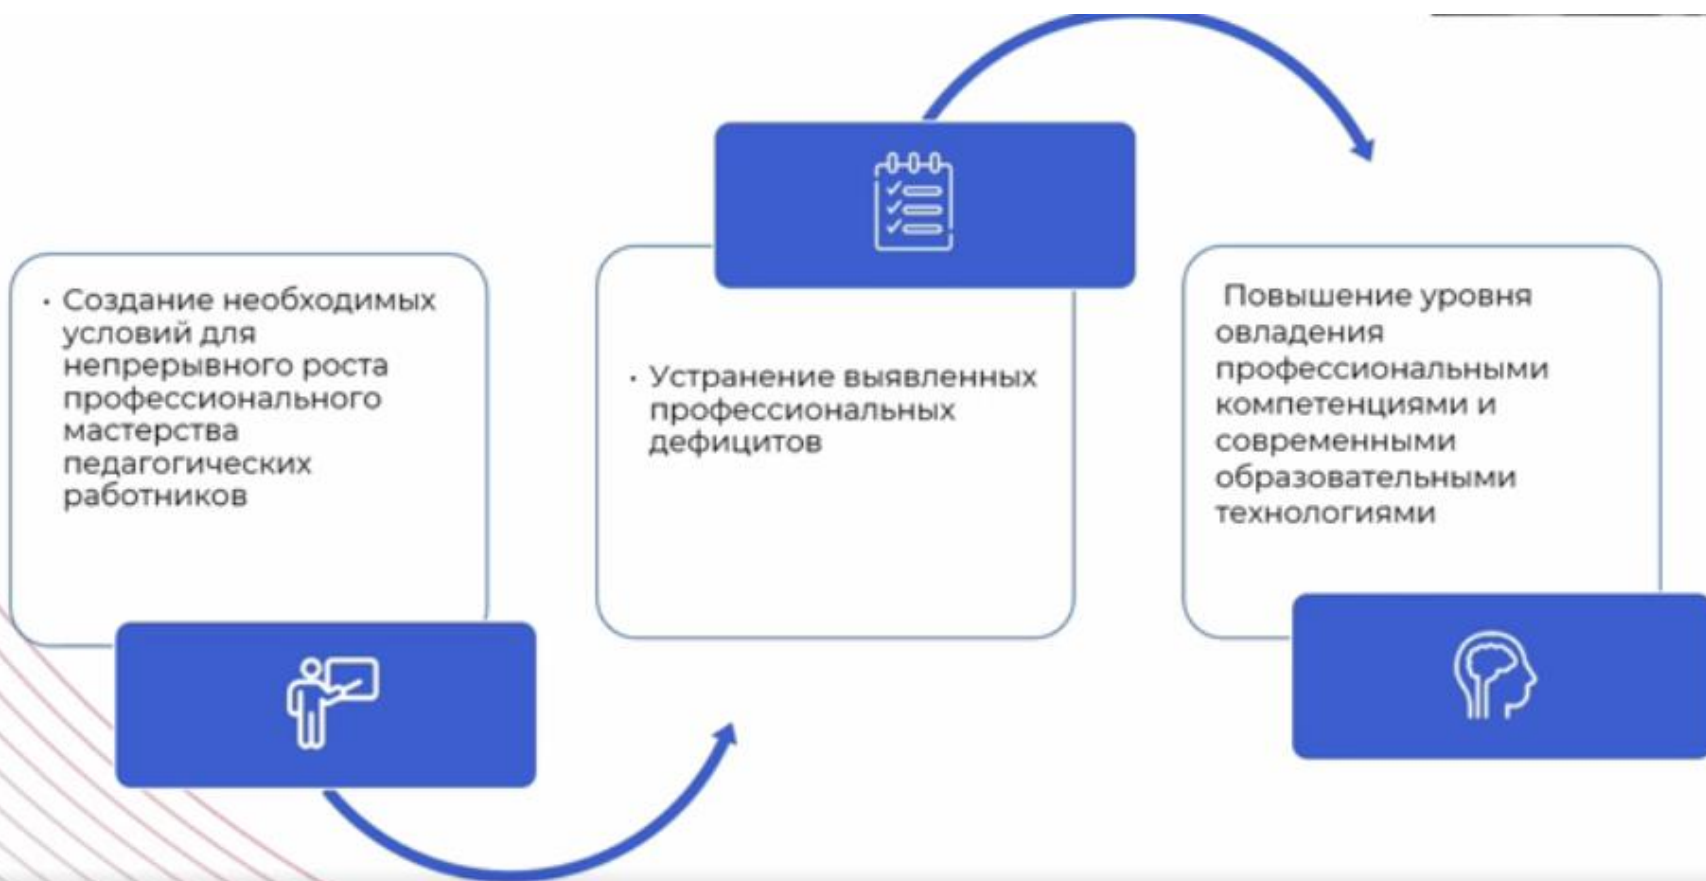 · Создание необходимых
условий для
непрерывного роста
профессионального
мастерства
педагогических
работников
· Устранение выявленных
профессиональных
дефицитов
Повышение уровня
овладения
профессиональными
компетенциями и
современными
образовательными
технологиями